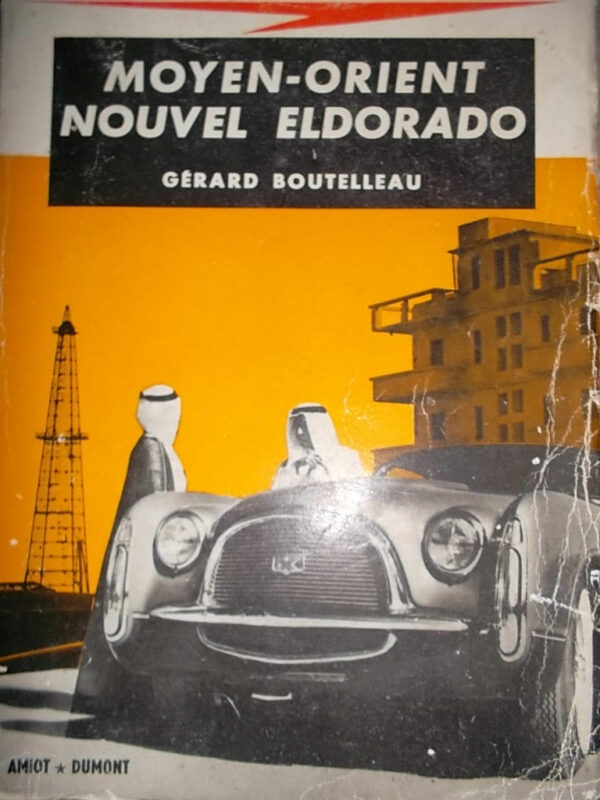 MOYEN-ORIENT
NOUVEL ELDORADO
GÉRARD BOUTELLEAU
AMIOT ★ DUMONT